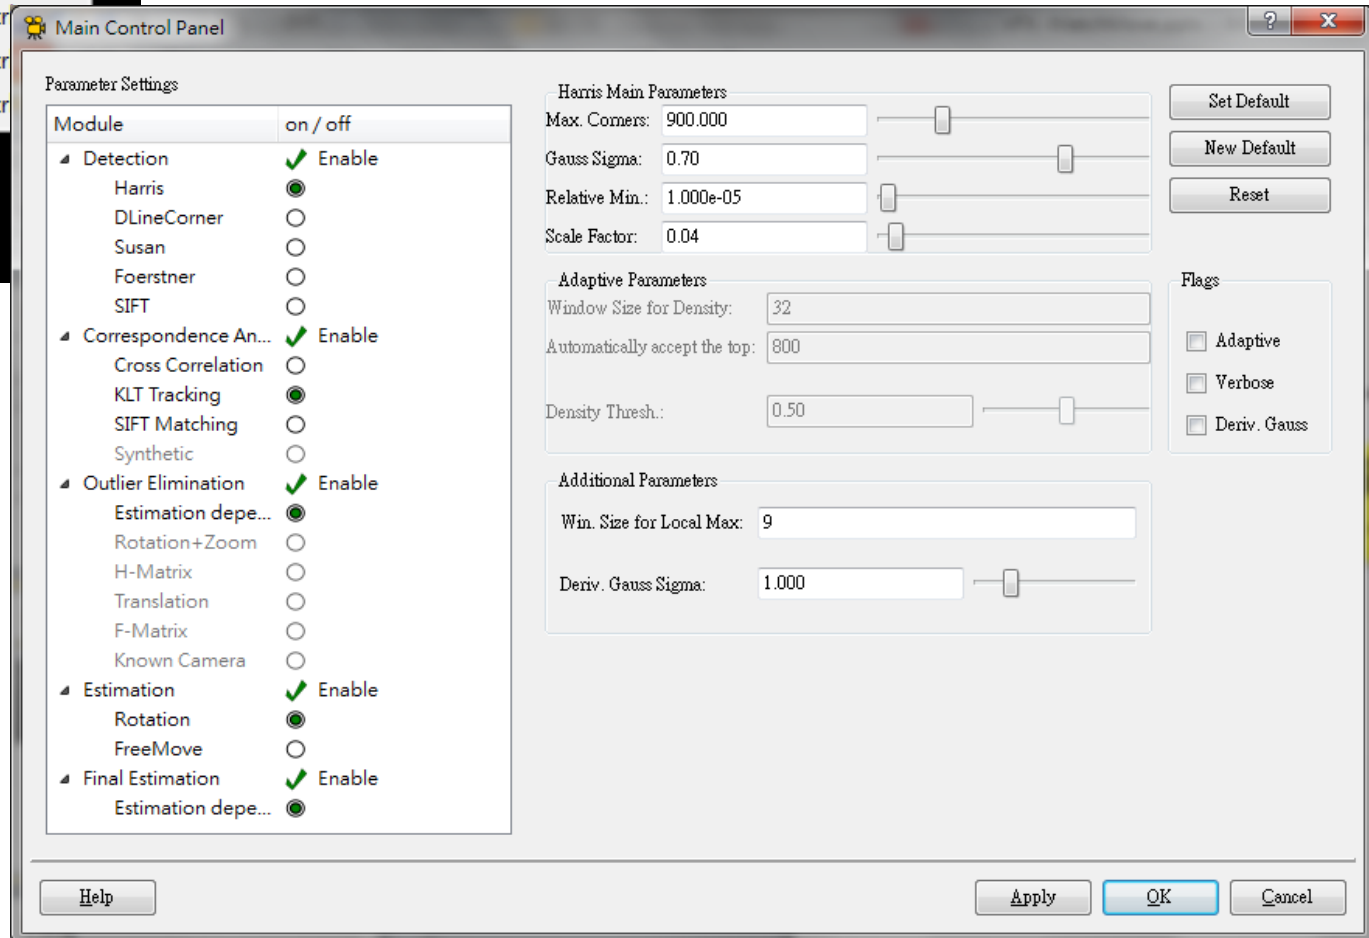 Main Control Panel
Parameter Settings
Module on / off
Detection Enable
Harris
DLineCorner
Susan
Foerstner
SIFT
Correspondence An... Enable
Cross Correlation
KLT Tracking
SIFT Matching
Synthetic
Outlier Elimination Enable
Estimation depe...
Rotation+Zoom
H-Matrix
Translation
F-Matrix
Known Camera
Estimation Enable
Rotation
FreeMove
Final Estimation Enable
Estimation depe...
Harris Main Parameters
Max. Corners: 900.000
Gauss Sigma: 0.70
Relative Min.: 1.000e-05
Scale Factor: 0.04
Adaptive Parameters
Window Size for Density: 32
Automatically accept the top: 800
Density Thresh.: 0.50
Additional Parameters
Win. Size for Local Max: 9
Deriv. Gauss Sigma: 1.000
Set Default
New Default
Reset
Flags
Adaptive
Verbose
Deriv. Gauss
Help
Apply
OK
Cancel